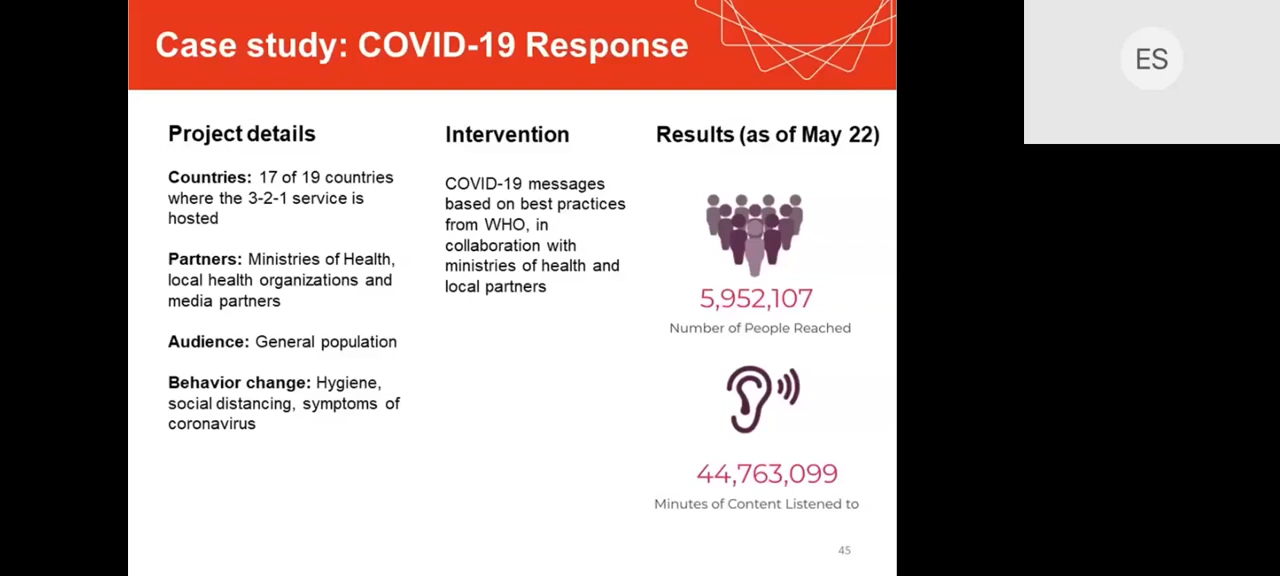 Case study: COVID-19 Response
ES
Project details
Countries: 17 of 19 countries
where the 3-2-1 service is
hosted
Partners: Ministries of Health,
local health organizations and
media partners
Audience: General population
Behavior change: Hygiene,
social distancing, symptoms of
coronavirus
Intervention
COVID-19 messages
based on best practices
from WHO, in
collaboration with
ministries of health and
local partners
Results (as of May 22)
5,952,107
Number of People Reached
44,763,099
Minutes of Content Listened to
45